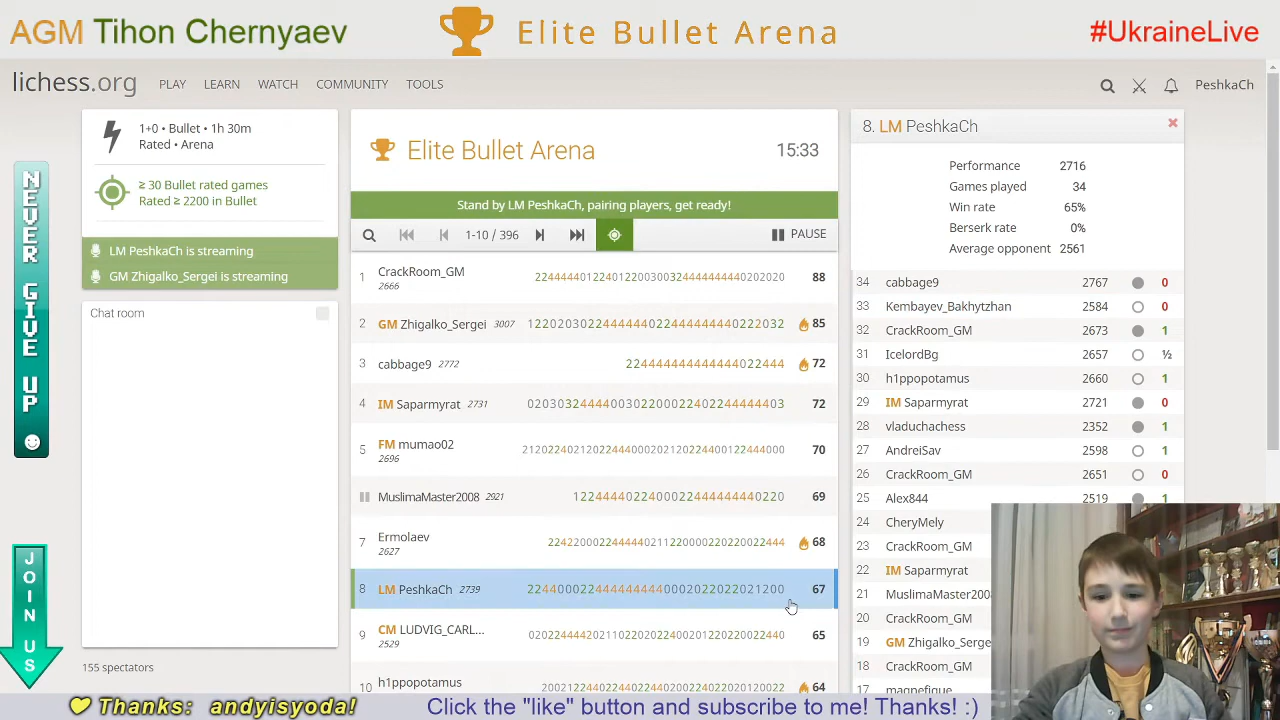 AGM Tihon Chernyaev
Elite Bullet Arena
#UkraineLive
lichess.org
PLAY
LEARN
WATCH
COMMUNITY
TOOLS
PeshkaCh
NEVER GIVE UP
JOIN US
1+0 • Bullet • 1h 30m
Rated • Arena
≥ 30 Bullet rated games
Rated ≥ 2200 in Bullet
LM PeshkaCh is streaming
GM Zhigalko_Sergei is streaming
Chat room
155 spectators
Elite Bullet Arena
15:33
Stand by LM PeshkaCh, pairing players, get ready!
1-10 / 396
PAUSE
1 CrackRoom_GM 2666 88
2 GM Zhigalko_Sergei 3007 85
3 cabbage9 2772 72
4 IM Saparmyrat 2731 72
5 FM mumao02 2696 70
MuslimaMaster2008 2921 69
7 Ermolaev 2627 68
8 LM PeshkaCh 2739 67
9 CM LUDVIG_CARL... 2529 65
10 h1ppopotamus 64
8. LM PeshkaCh
Performance 2716
Games played 34
Win rate 65%
Berserk rate 0%
Average opponent 2561
34 cabbage9 2767 0
33 Kembayev_Bakhytzhan 2584 0
32 CrackRoom_GM 2673 1
31 IcelordBg 2657 ½
30 h1ppopotamus 2660 1
29 IM Saparmyrat 2721 0
28 vladuchachess 2352 1
27 AndreiSav 2598 1
26 CrackRoom_GM 2651 0
25 Alex844 2519 1
24 CheryMely
23 CrackRoom_GM
22 IM Saparmyrat
21 MuslimaMaster200
20 CrackRoom_GM
19 GM Zhigalko_Serge
18 CrackRoom_GM
17 magnefique
Thanks: andyisyoda!
Click the "like" button and subscribe to me! Thanks! :)